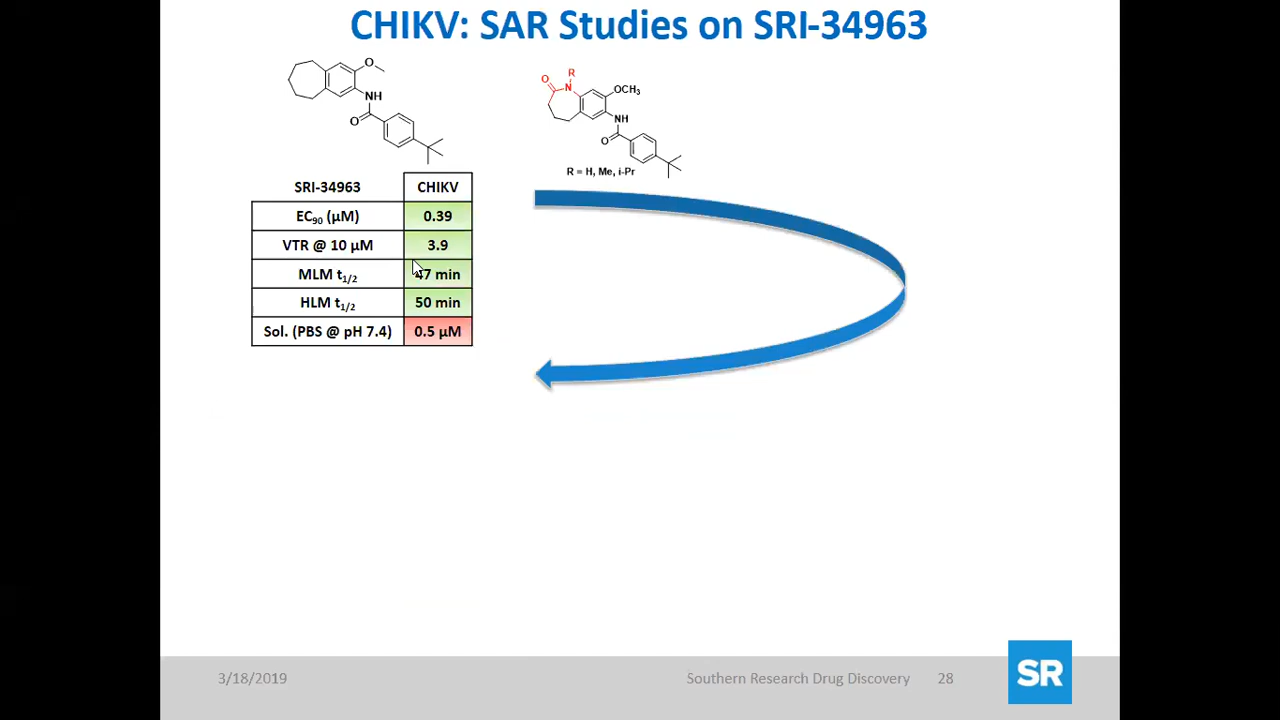 CHIKV: SAR Studies on SRI-34963
O
NH
O
R
O
N
OCH₃
NH
O
R = H, Me, i-Pr
SRI-34963 CHIKV
EC₉₀ (µM) 0.39
VTR @ 10 µM 3.9
MLM t₁/₂ 47 min
HLM t₁/₂ 50 min
Sol. (PBS @ pH 7.4) 0.5 µM
3/18/2019 Southern Research Drug Discovery 28
SR